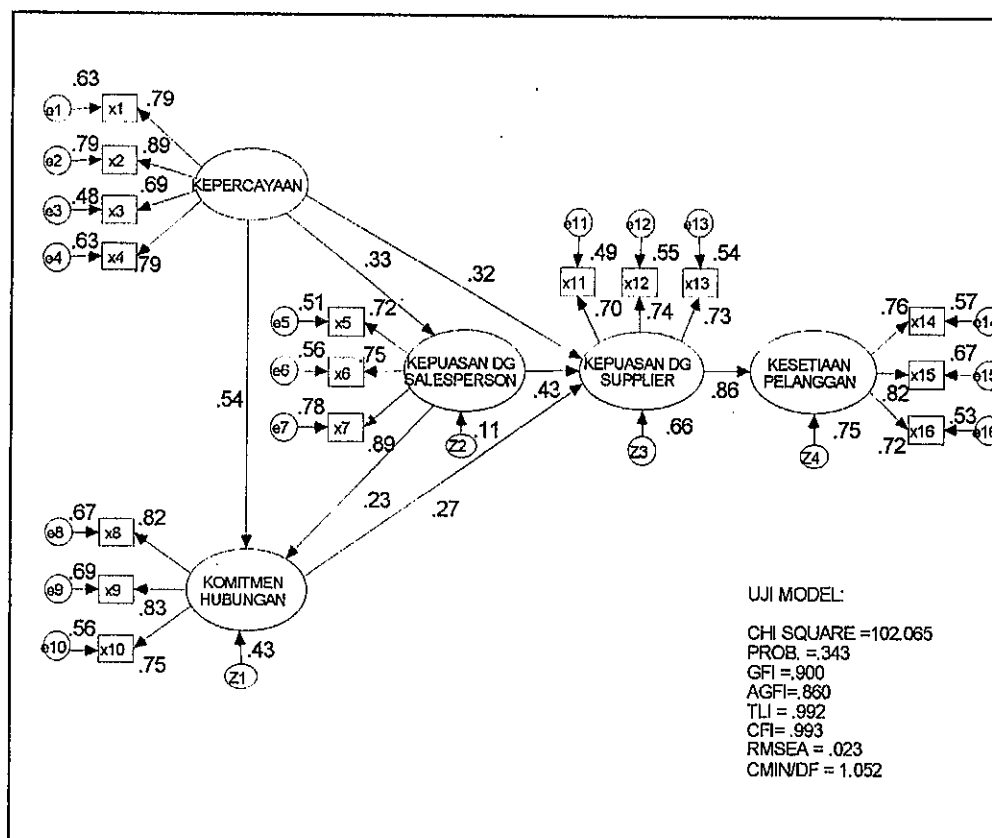 .63
e1 x1 .79
.79
e2 x2 .89
.69
.48
e3 x3
.63
e4 x4
.79
KEPERCAYAAN
.33
.32
.54
.51
e5 x5 .72
.56
e6 x6 .75
.78
e7 x7
.89
KEPUASAN DG
SALESPERSON
.11
Z2
.43
.23
.27
e11 e12 e13
.49 .55 .54
x11 x12 x13
.70 .74 .73
KEPUASAN DG
SUPPLIER
.66
Z3
.86
KESETIAAN
PELANGGAN
.75
Z4
.76 .57
x14 e14
.67
x15 e15
.82
.53
x16 e16
.72
.67
e8 x8 .82
.69
e9 x9
.83
.56
e10 x10
.75
KOMITMEN
HUBUNGAN
.43
Z1
UJI MODEL:
CHI SQUARE =102.065
PROB. =.343
GFI =.900
AGFI=.860
TLI = .992
CFI= .993
RMSEA = .023
CMIN/DF = 1.052